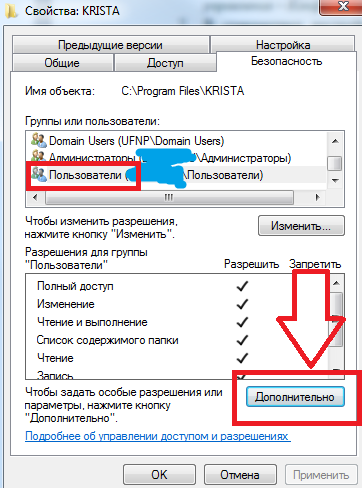 Свойства: KRISTA
Предыдущие версии
Настройка
Общие
Доступ
Безопасность
Имя объекта: C:\Program Files\KRISTA
Группы или пользователи:
Domain Users (UFNP\Domain Users)
Администраторы \Администраторы)
Пользователи ( \Пользователи)
Чтобы изменить разрешения,
нажмите кнопку "Изменить".
Изменить...
Разрешения для группы
"Пользователи"
Разрешить
Запретить
Полный доступ
Изменение
Чтение и выполнение
Список содержимого папки
Чтение
Запись
Чтобы задать особые разрешения или
параметры, нажмите кнопку
"Дополнительно".
Дополнительно
Подробнее об управлении доступом и разрешениях
OK
Отмена
Применить